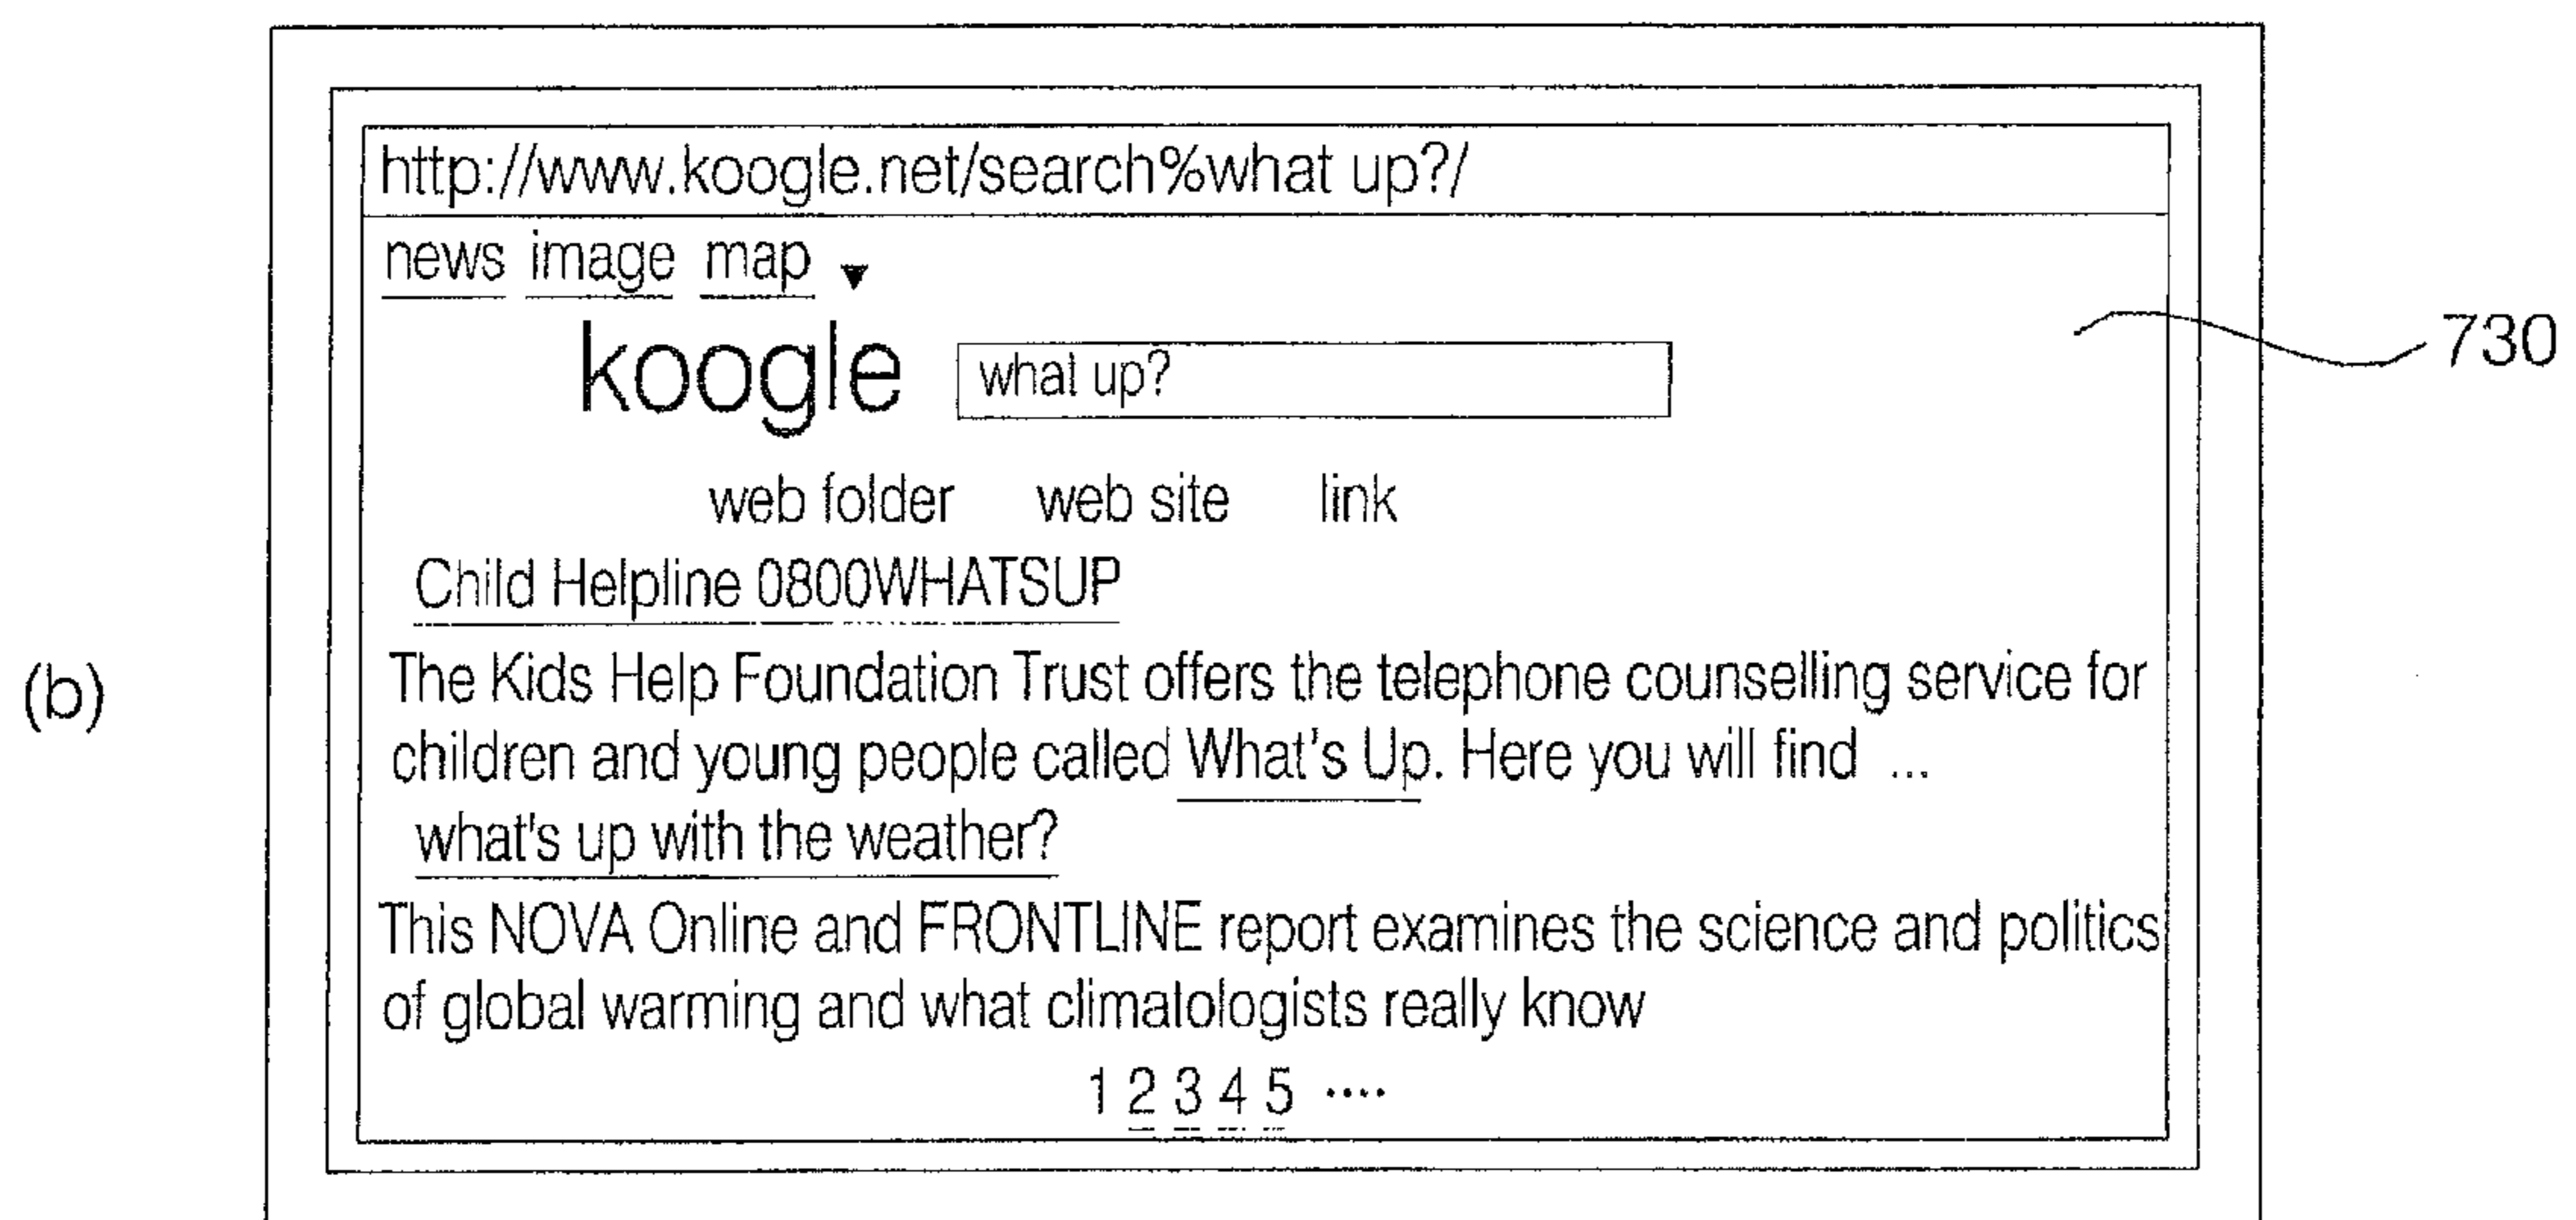 http://www.koogle.net/search%what up?/
news image map ▼
koogle what up?
730
web folder web site link
Child Helpline 0800WHATSUP
The Kids Help Foundation Trust offers the telephone counselling service for
(b)
children and young people called What's Up. Here you will find ...
what's up with the weather?
This NOVA Online and FRONTLINE report examines the science and politics
of global warming and what climatologists really know
1 2 3 4 5 ....